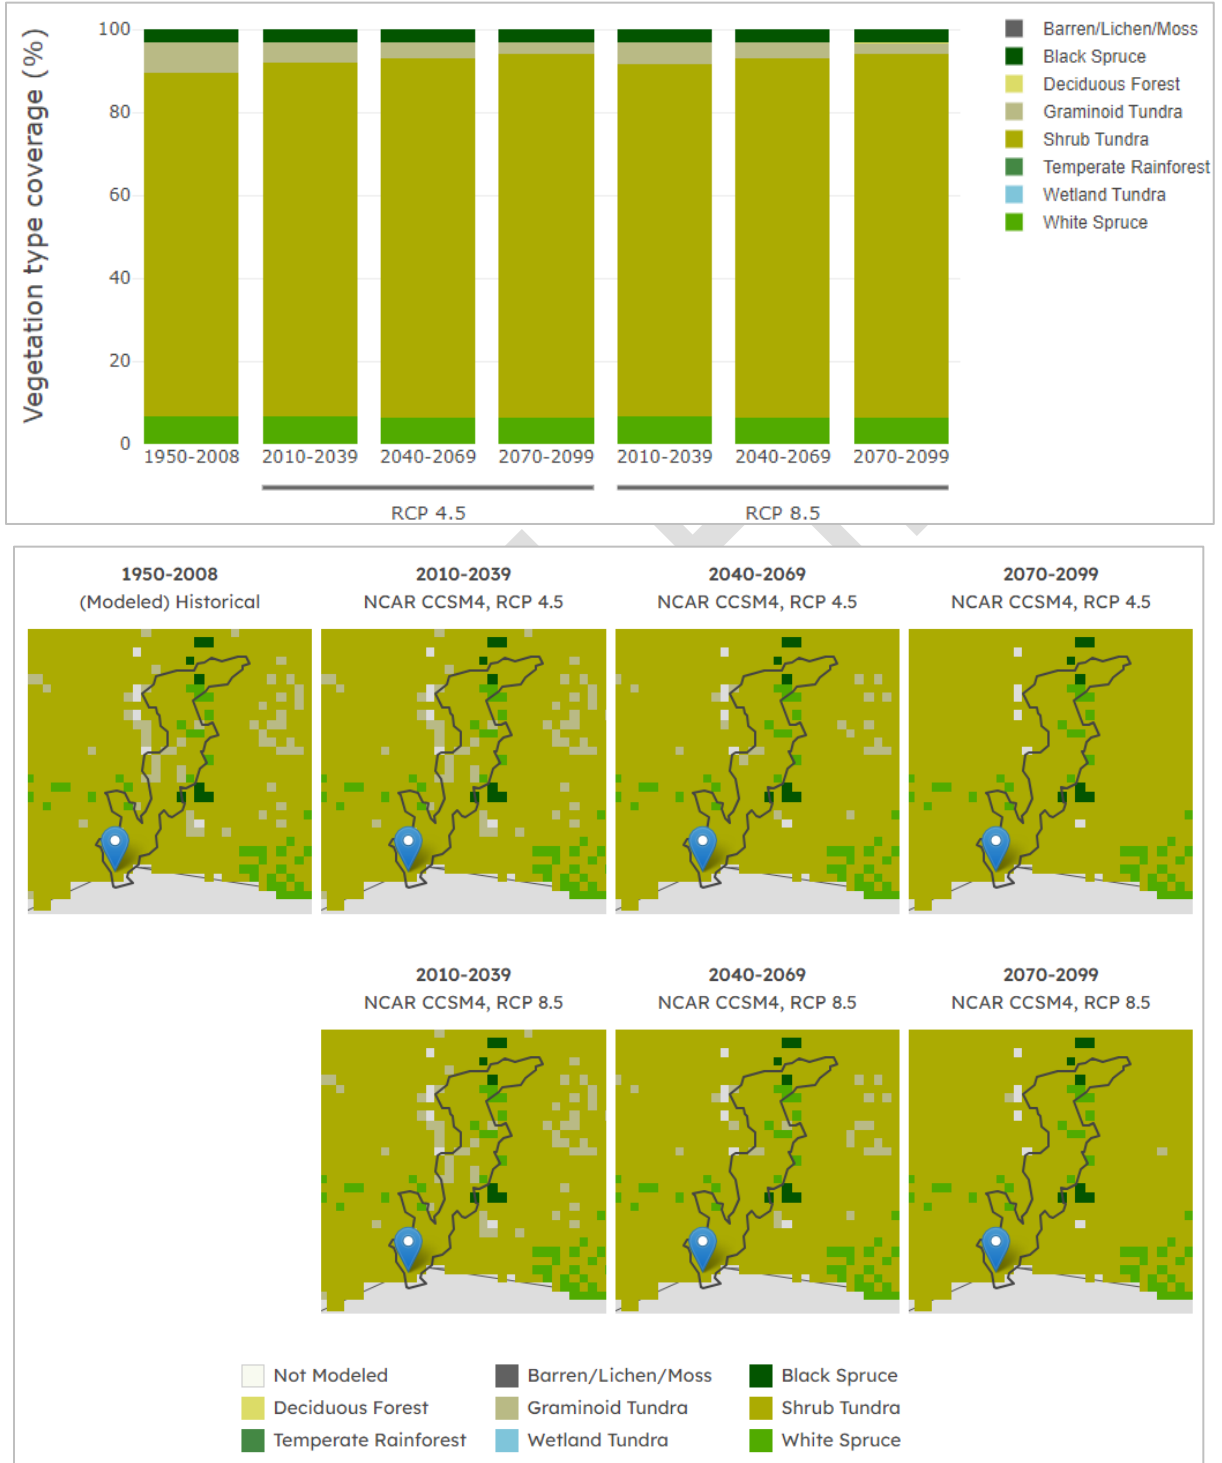 Vegetation type coverage (%)
100
80
60
40
20
0
1950-2008 2010-2039 2040-2069 2070-2099 2010-2039 2040-2069 2070-2099
RCP 4.5 RCP 8.5
Barren/Lichen/Moss
Black Spruce
Deciduous Forest
Graminoid Tundra
Shrub Tundra
Temperate Rainforest
Wetland Tundra
White Spruce
1950-2008 2010-2039 2040-2069 2070-2099
(Modeled) Historical NCAR CCSM4, RCP 4.5 NCAR CCSM4, RCP 4.5 NCAR CCSM4, RCP 4.5
2010-2039 2040-2069 2070-2099
NCAR CCSM4, RCP 8.5 NCAR CCSM4, RCP 8.5 NCAR CCSM4, RCP 8.5
Not Modeled Barren/Lichen/Moss Black Spruce
Deciduous Forest Graminoid Tundra Shrub Tundra
Temperate Rainforest Wetland Tundra White Spruce